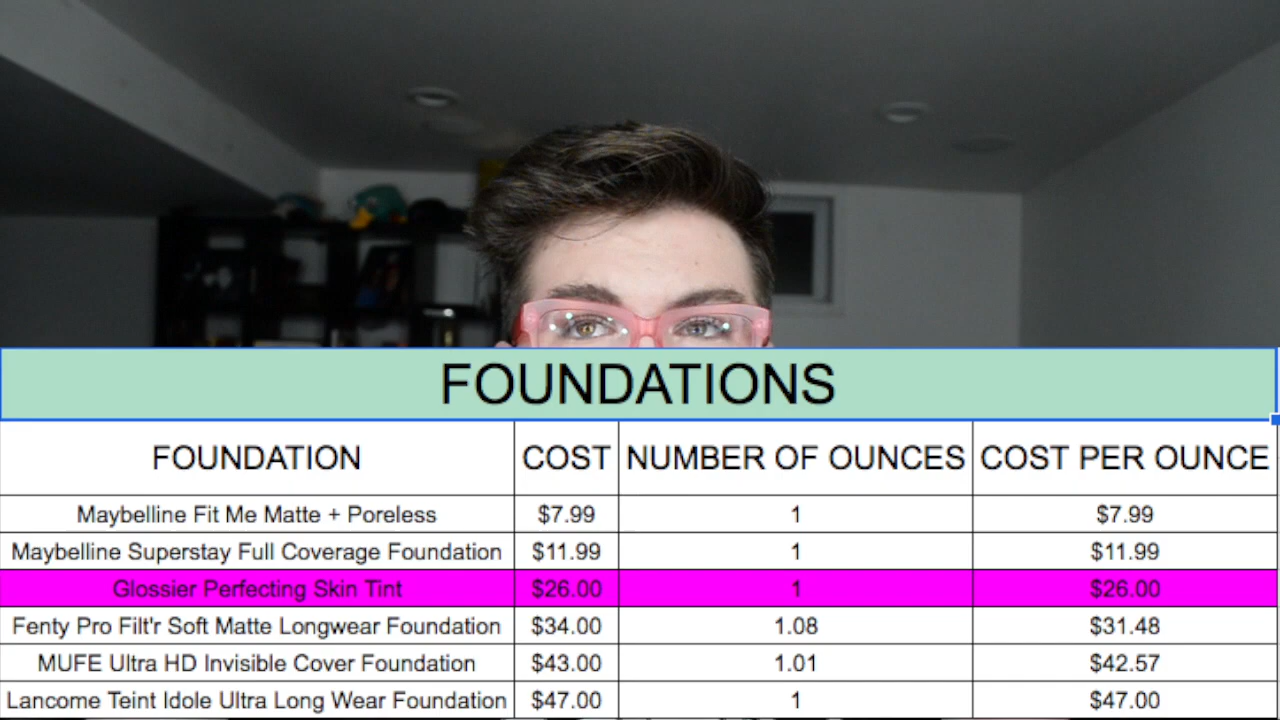 FOUNDATIONS
FOUNDATION COST NUMBER OF OUNCES COST PER OUNCE
Maybelline Fit Me Matte + Poreless $7.99 1 $7.99
Maybelline Superstay Full Coverage Foundation $11.99 1 $11.99
Glossier Perfecting Skin Tint $26.00 1 $26.00
Fenty Pro Filt'r Soft Matte Longwear Foundation $34.00 1.08 $31.48
MUFE Ultra HD Invisible Cover Foundation $43.00 1.01 $42.57
Lancome Teint Idole Ultra Long Wear Foundation $47.00 1 $47.00